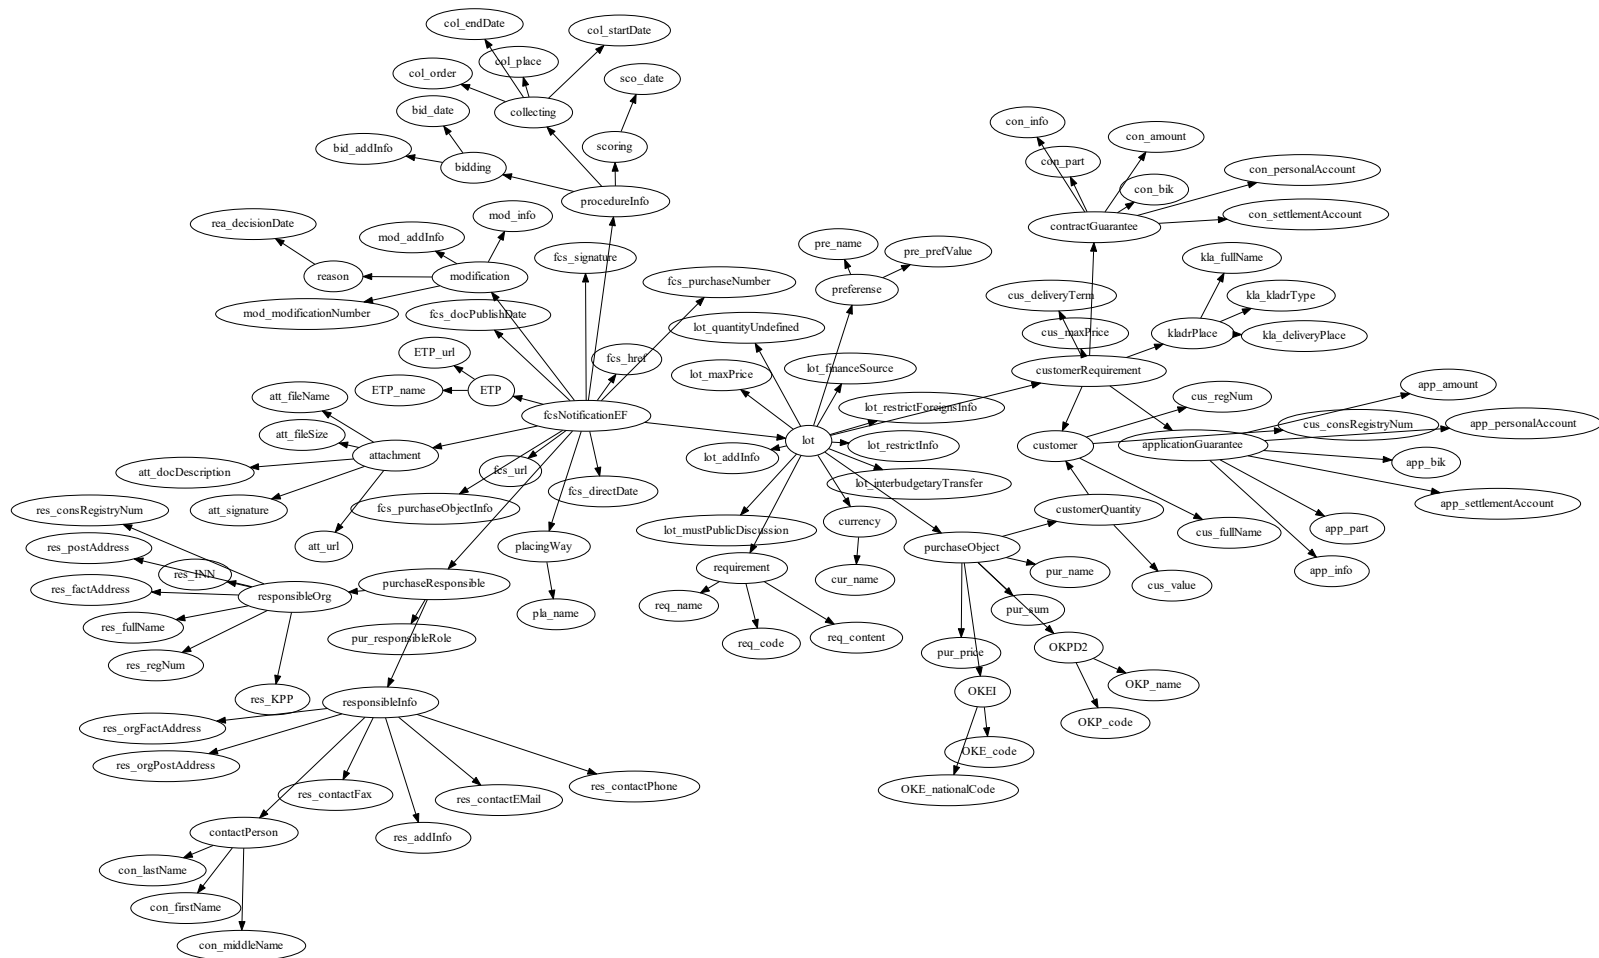 col_endDate
col_startDate
col_place
col_order
sco_date
bid_date
collecting
con_info
con_amount
bid_addInfo
scoring
bidding
con_part
con_personalAccount
con_bik
procedureInfo
rea_decisionDate
mod_info
con_settlementAccount
contractGuarantee
mod_addInfo
pre_name
pre_prefValue
fcs_signature
kla_fullName
reason
modification
fcs_purchaseNumber
preferense
cus_deliveryTerm
kla_kladrType
mod_modificationNumber
fcs_docPublishDate
lot_quantityUndefined
cus_maxPrice
kladrPlace
kla_deliveryPlace
ETP_url
fcs_href
lot_maxPrice
lot_financeSource
customerRequirement
ETP_name
ETP
app_amount
att_fileName
cus_regNum
lot_restrictForeignsInfo
fcsNotificationEF
cus_consRegistryNum
app_personalAccount
att_fileSize
lot
lot_restrictInfo
customer
applicationGuarantee
attachment
lot_addInfo
app_bik
att_docDescription
fcs_url
lot_interbudgetaryTransfer
fcs_directDate
app_settlementAccount
res_consRegistryNum
att_signature
fcs_purchaseObjectInfo
customerQuantity
currency
lot_mustPublicDiscussion
app_part
cus_fullName
res_postAddress
att_url
placingWay
purchaseObject
res_INN
requirement
pur_name
app_info
cur_name
purchaseResponsible
cus_value
res_factAddress
responsibleOrg
req_name
pur_sum
pla_name
res_fullName
pur_responsibleRole
req_code
req_content
OKPD2
pur_price
res_regNum
OKP_name
OKEI
res_KPP
responsibleInfo
OKP_code
res_orgFactAddress
OKE_code
res_orgPostAddress
res_contactPhone
OKE_nationalCode
res_contactFax
res_contactEMail
contactPerson
res_addInfo
con_lastName
con_firstName
con_middleName